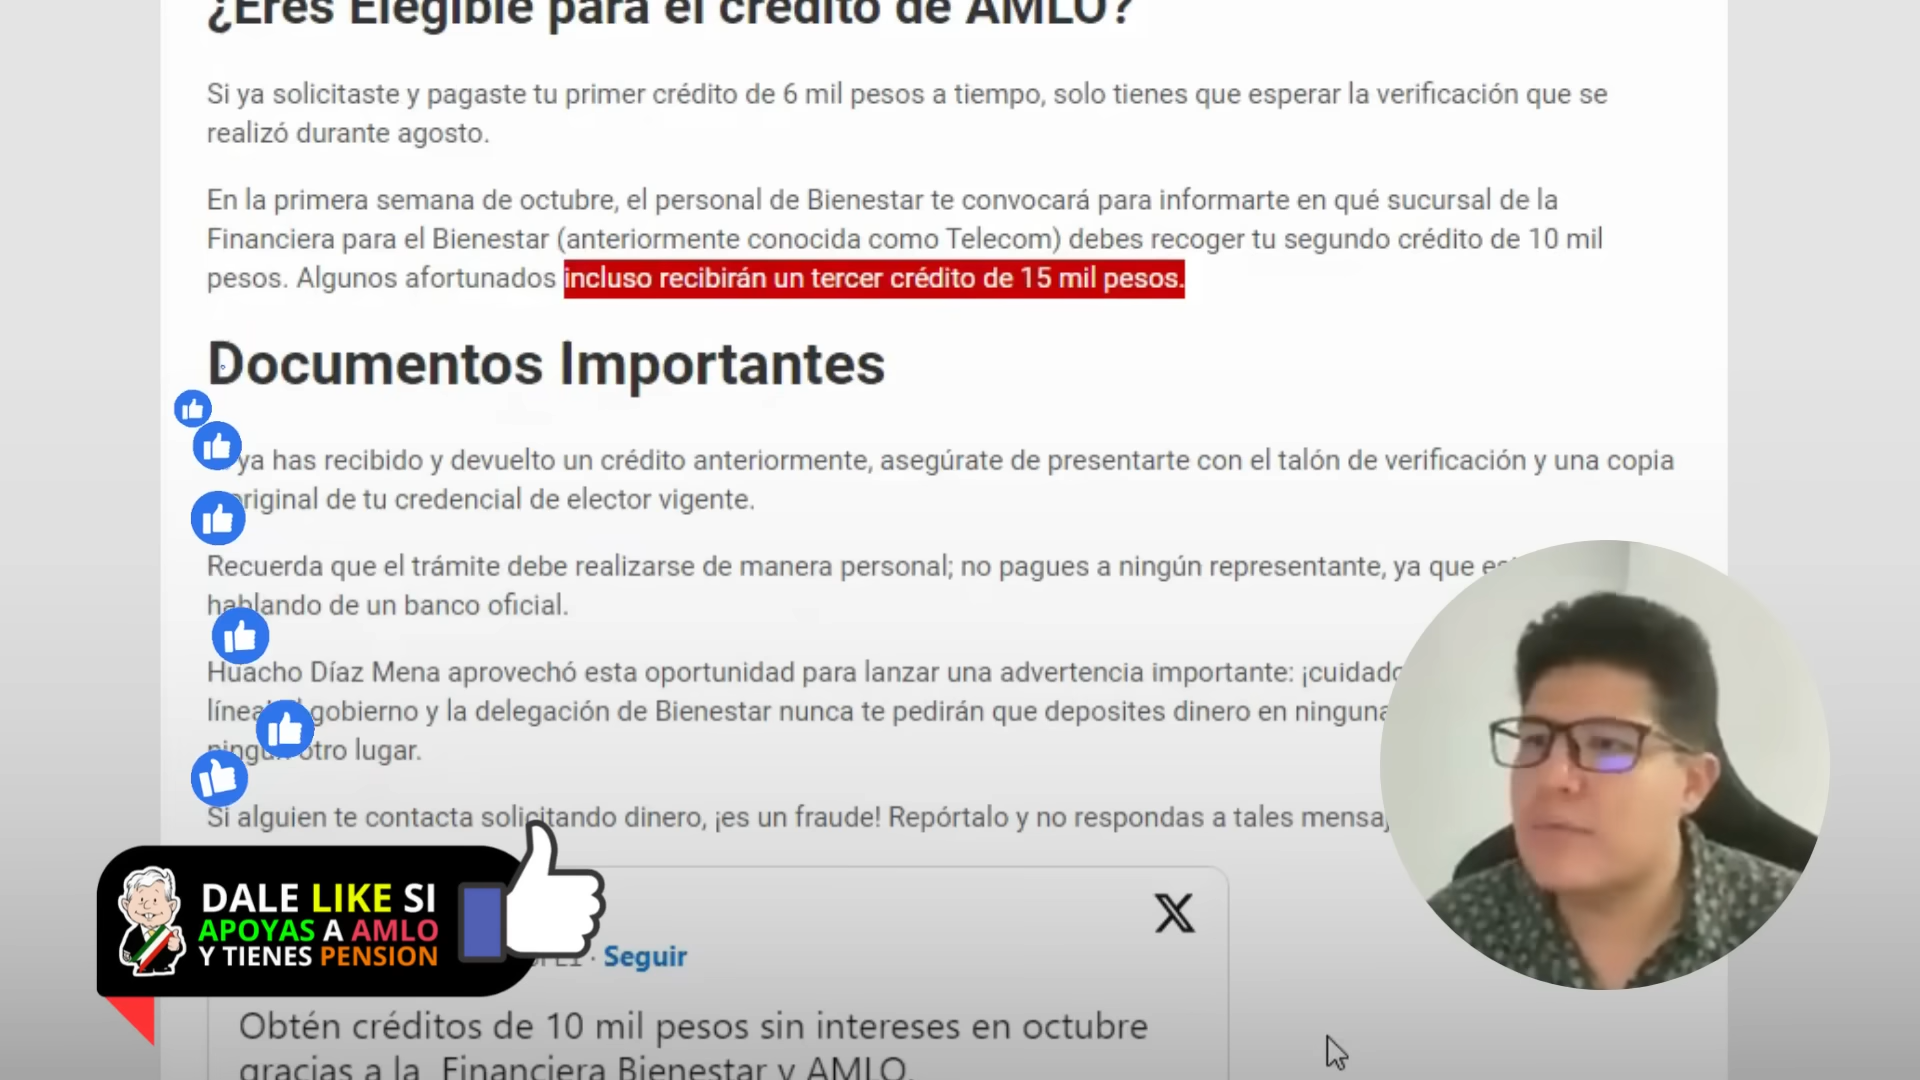 ¿Eres Elegible para el crédito de AMLO?
Si ya solicitaste y pagaste tu primer crédito de 6 mil pesos a tiempo, solo tienes que esperar la verificación que se
realizó durante agosto.
En la primera semana de octubre, el personal de Bienestar te convocará para informarte en qué sucursal de la
Financiera para el Bienestar (anteriormente conocida como Telecom) debes recoger tu segundo crédito de 10 mil
pesos. Algunos afortunados incluso recibirán un tercer crédito de 15 mil pesos.
Documentos Importantes
ya has recibido y devuelto un crédito anteriormente, asegúrate de presentarte con el talón de verificación y una copia
original de tu credencial de elector vigente.
Recuerda que el trámite debe realizarse de manera personal; no pagues a ningún representante, ya que
hablando de un banco oficial.
Huacho Díaz Mena aprovechó esta oportunidad para lanzar una advertencia importante: ¡cuidado
gobierno y la delegación de Bienestar nunca te pedirán que deposites dinero en ninguna
otro lugar.
Si alguien te contacta solicitando dinero, ¡es un fraude! Repórtalo y no respondas a tales
DALE LIKE SI
APOYAS A AMLO
Y TIENES PENSION
· Seguir
X
Obtén créditos de 10 mil pesos sin intereses en octubre
gracias a la Financiera Bienestar y AMLO.